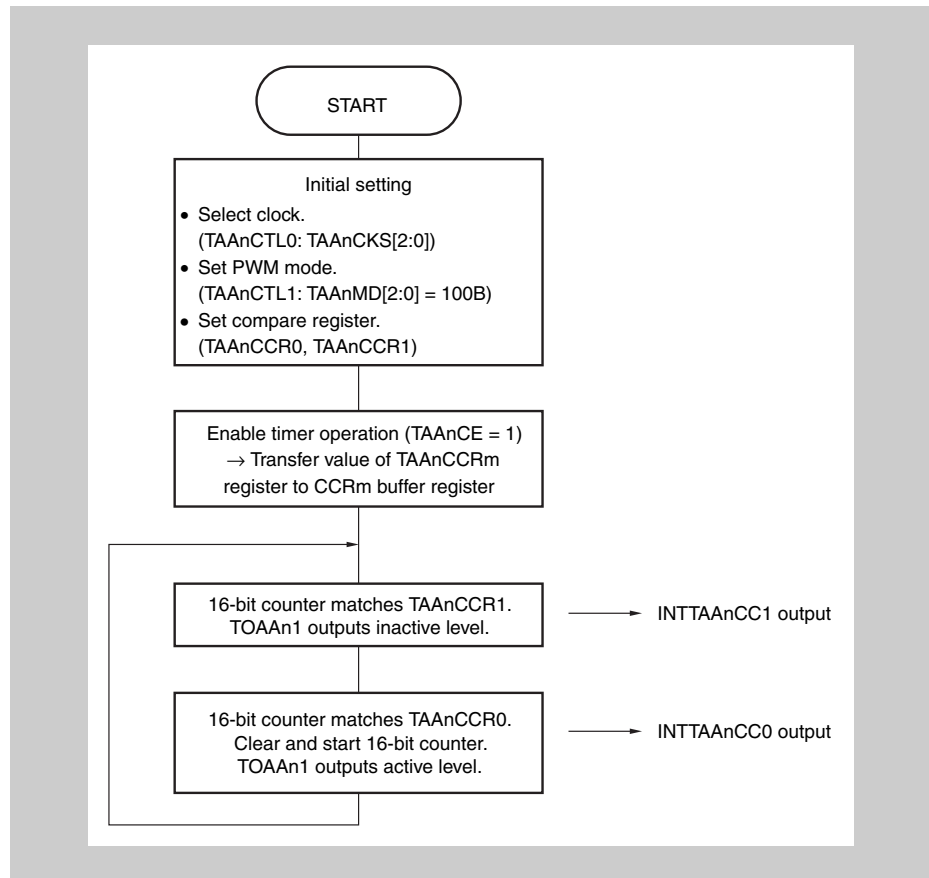 START
Initial setting
• Select clock.
(TAAnCTL0: TAAnCKS[2:0])
• Set PWM mode.
(TAAnCTL1: TAAnMD[2:0] = 100B)
• Set compare register.
(TAAnCCR0, TAAnCCR1)
Enable timer operation (TAAnCE = 1)
→ Transfer value of TAAnCCRm
register to CCRm buffer register
16-bit counter matches TAAnCCR1.
TOAAn1 outputs inactive level.
INTTAAnCC1 output
16-bit counter matches TAAnCCR0.
Clear and start 16-bit counter.
TOAAn1 outputs active level.
INTTAAnCC0 output